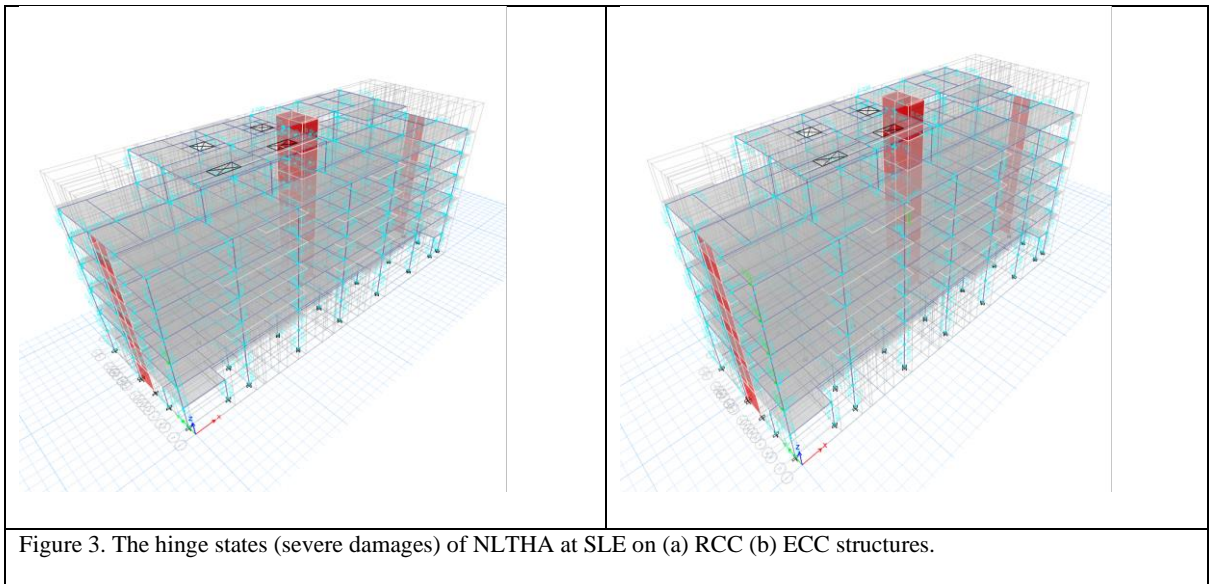 X
Z
X
Z
Figure 3. The hinge states (severe damages) of NLTHA at SLE on (a) RCC (b) ECC structures.